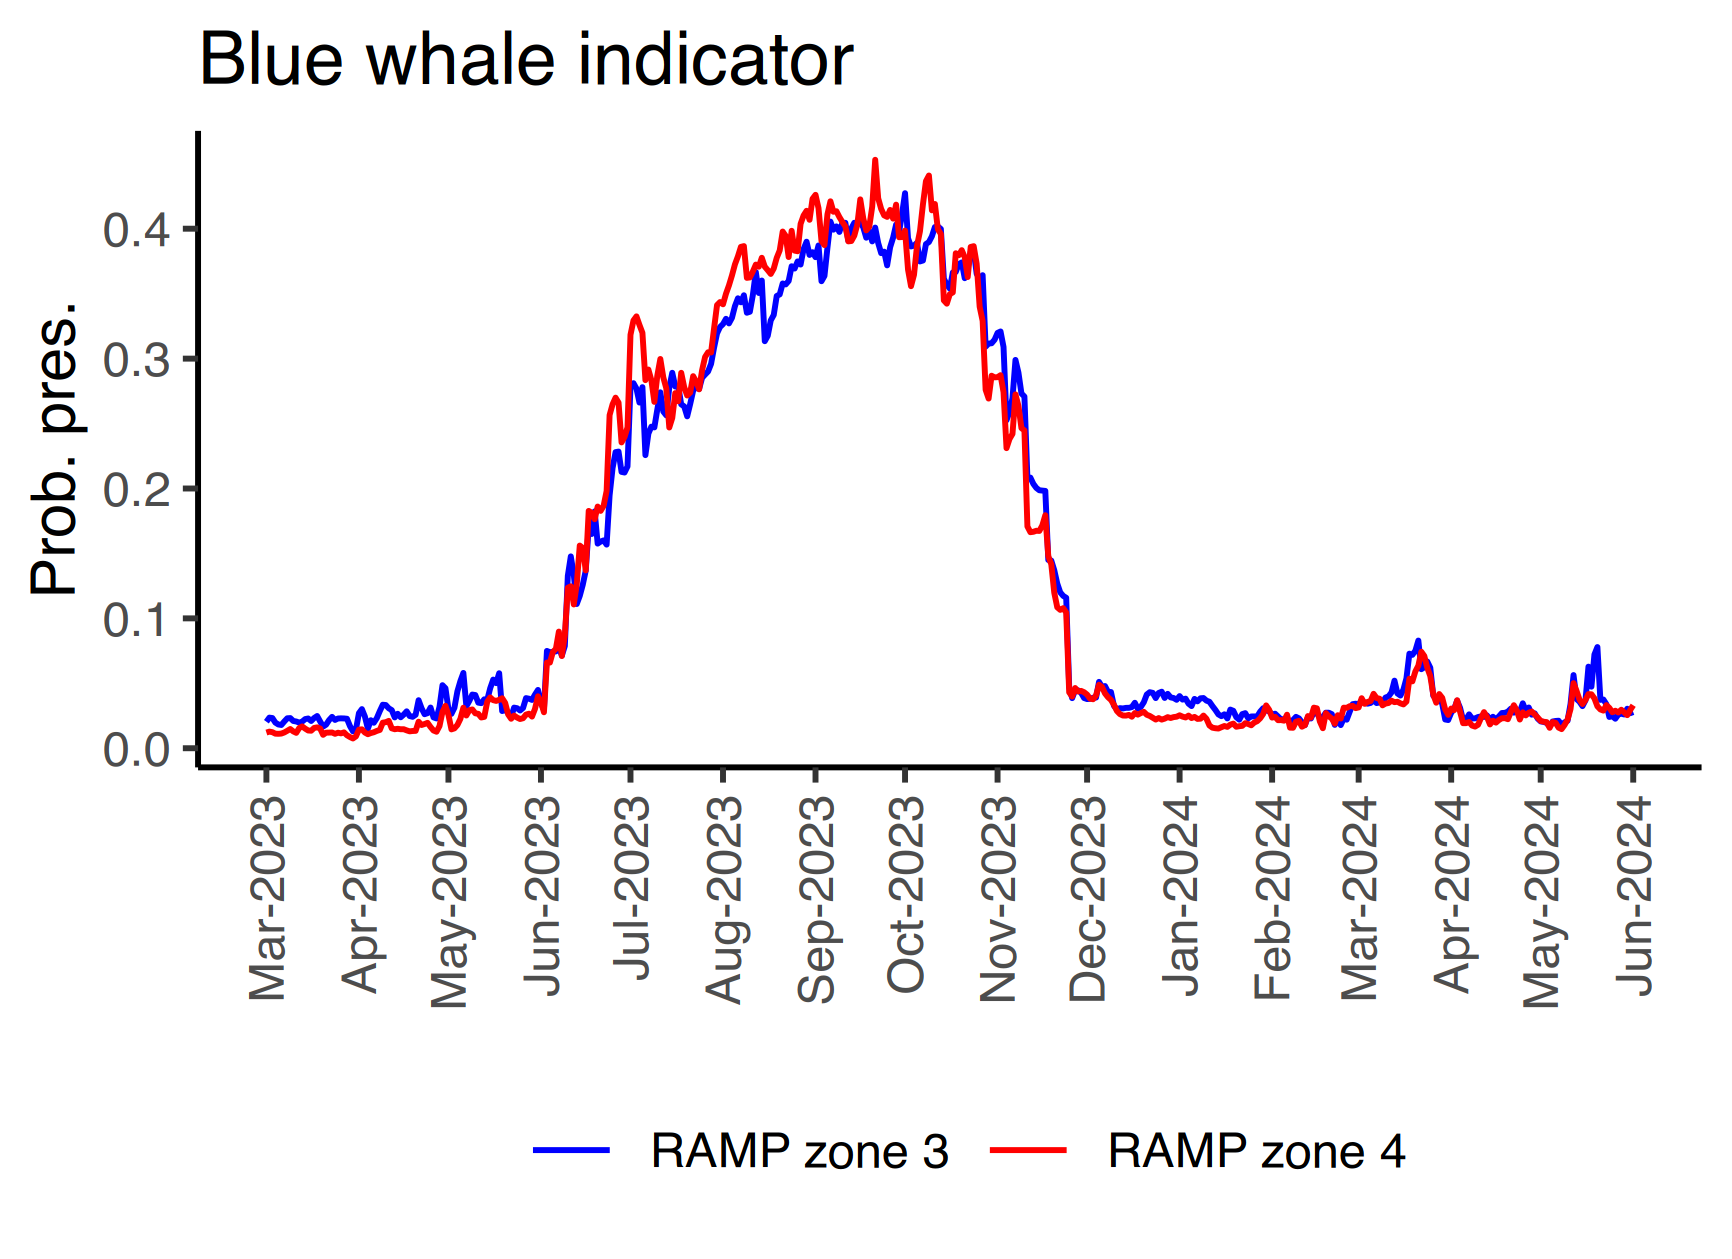 Blue whale indicator
Prob. pres.
0.4
0.3
0.2
0.1
0.0
Mar-2023
Apr-2023
May-2023
Jun-2023
Jul-2023
Aug-2023
Sep-2023
Oct-2023
Nov-2023
Dec-2023
Jan-2024
Feb-2024
Mar-2024
Apr-2024
May-2024
Jun-2024
RAMP zone 3
RAMP zone 4